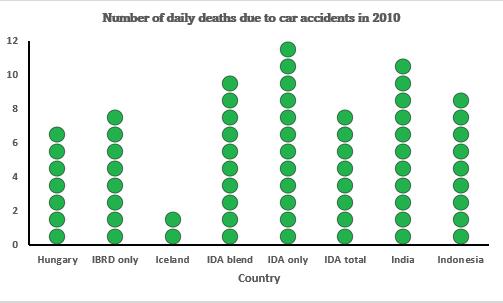 Number of daily deaths due to car accidents in 2010
12
10
8
6
4
2
0
Hungary IBRD only Iceland IDA blend IDA only IDA total India Indonesia
Country